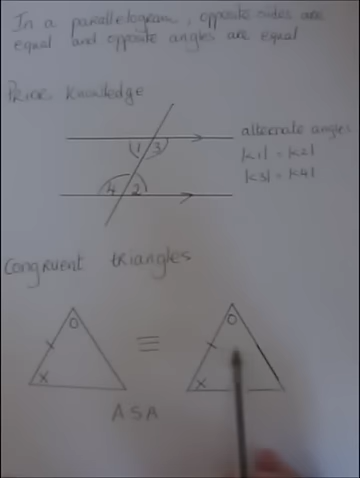 In a parallelogram, opposite sides are
equal and opposite angles are equal
Prior Knowledge
alternate angles
1 3
|<1| = |<2|
|<3| = |<4|
4 2
Congruent triangles
O O
≡
X X
ASA